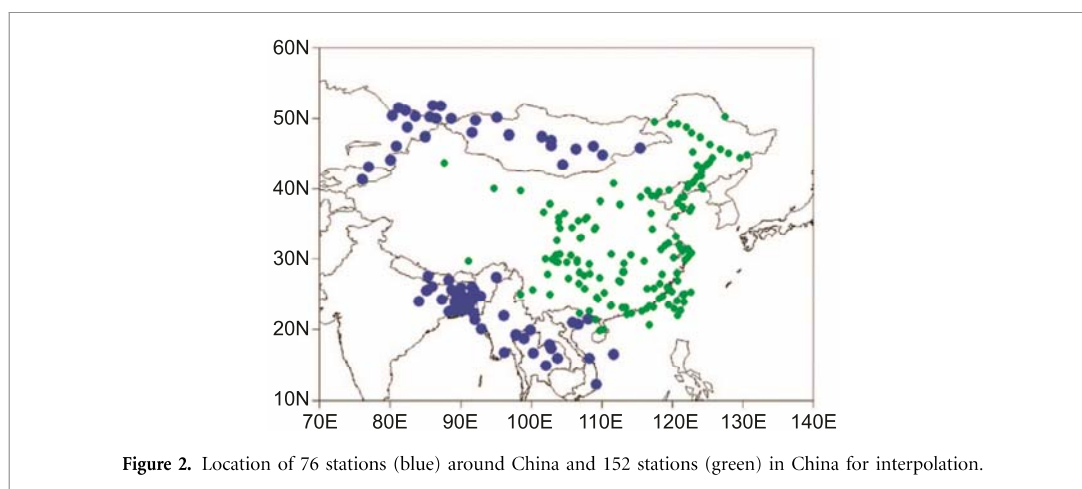 60N
50N
40N
30N
20N
10N
70E 80E 90E 100E 110E 120E 130E 140E
Figure 2. Location of 76 stations (blue) around China and 152 stations (green) in China for interpolation.